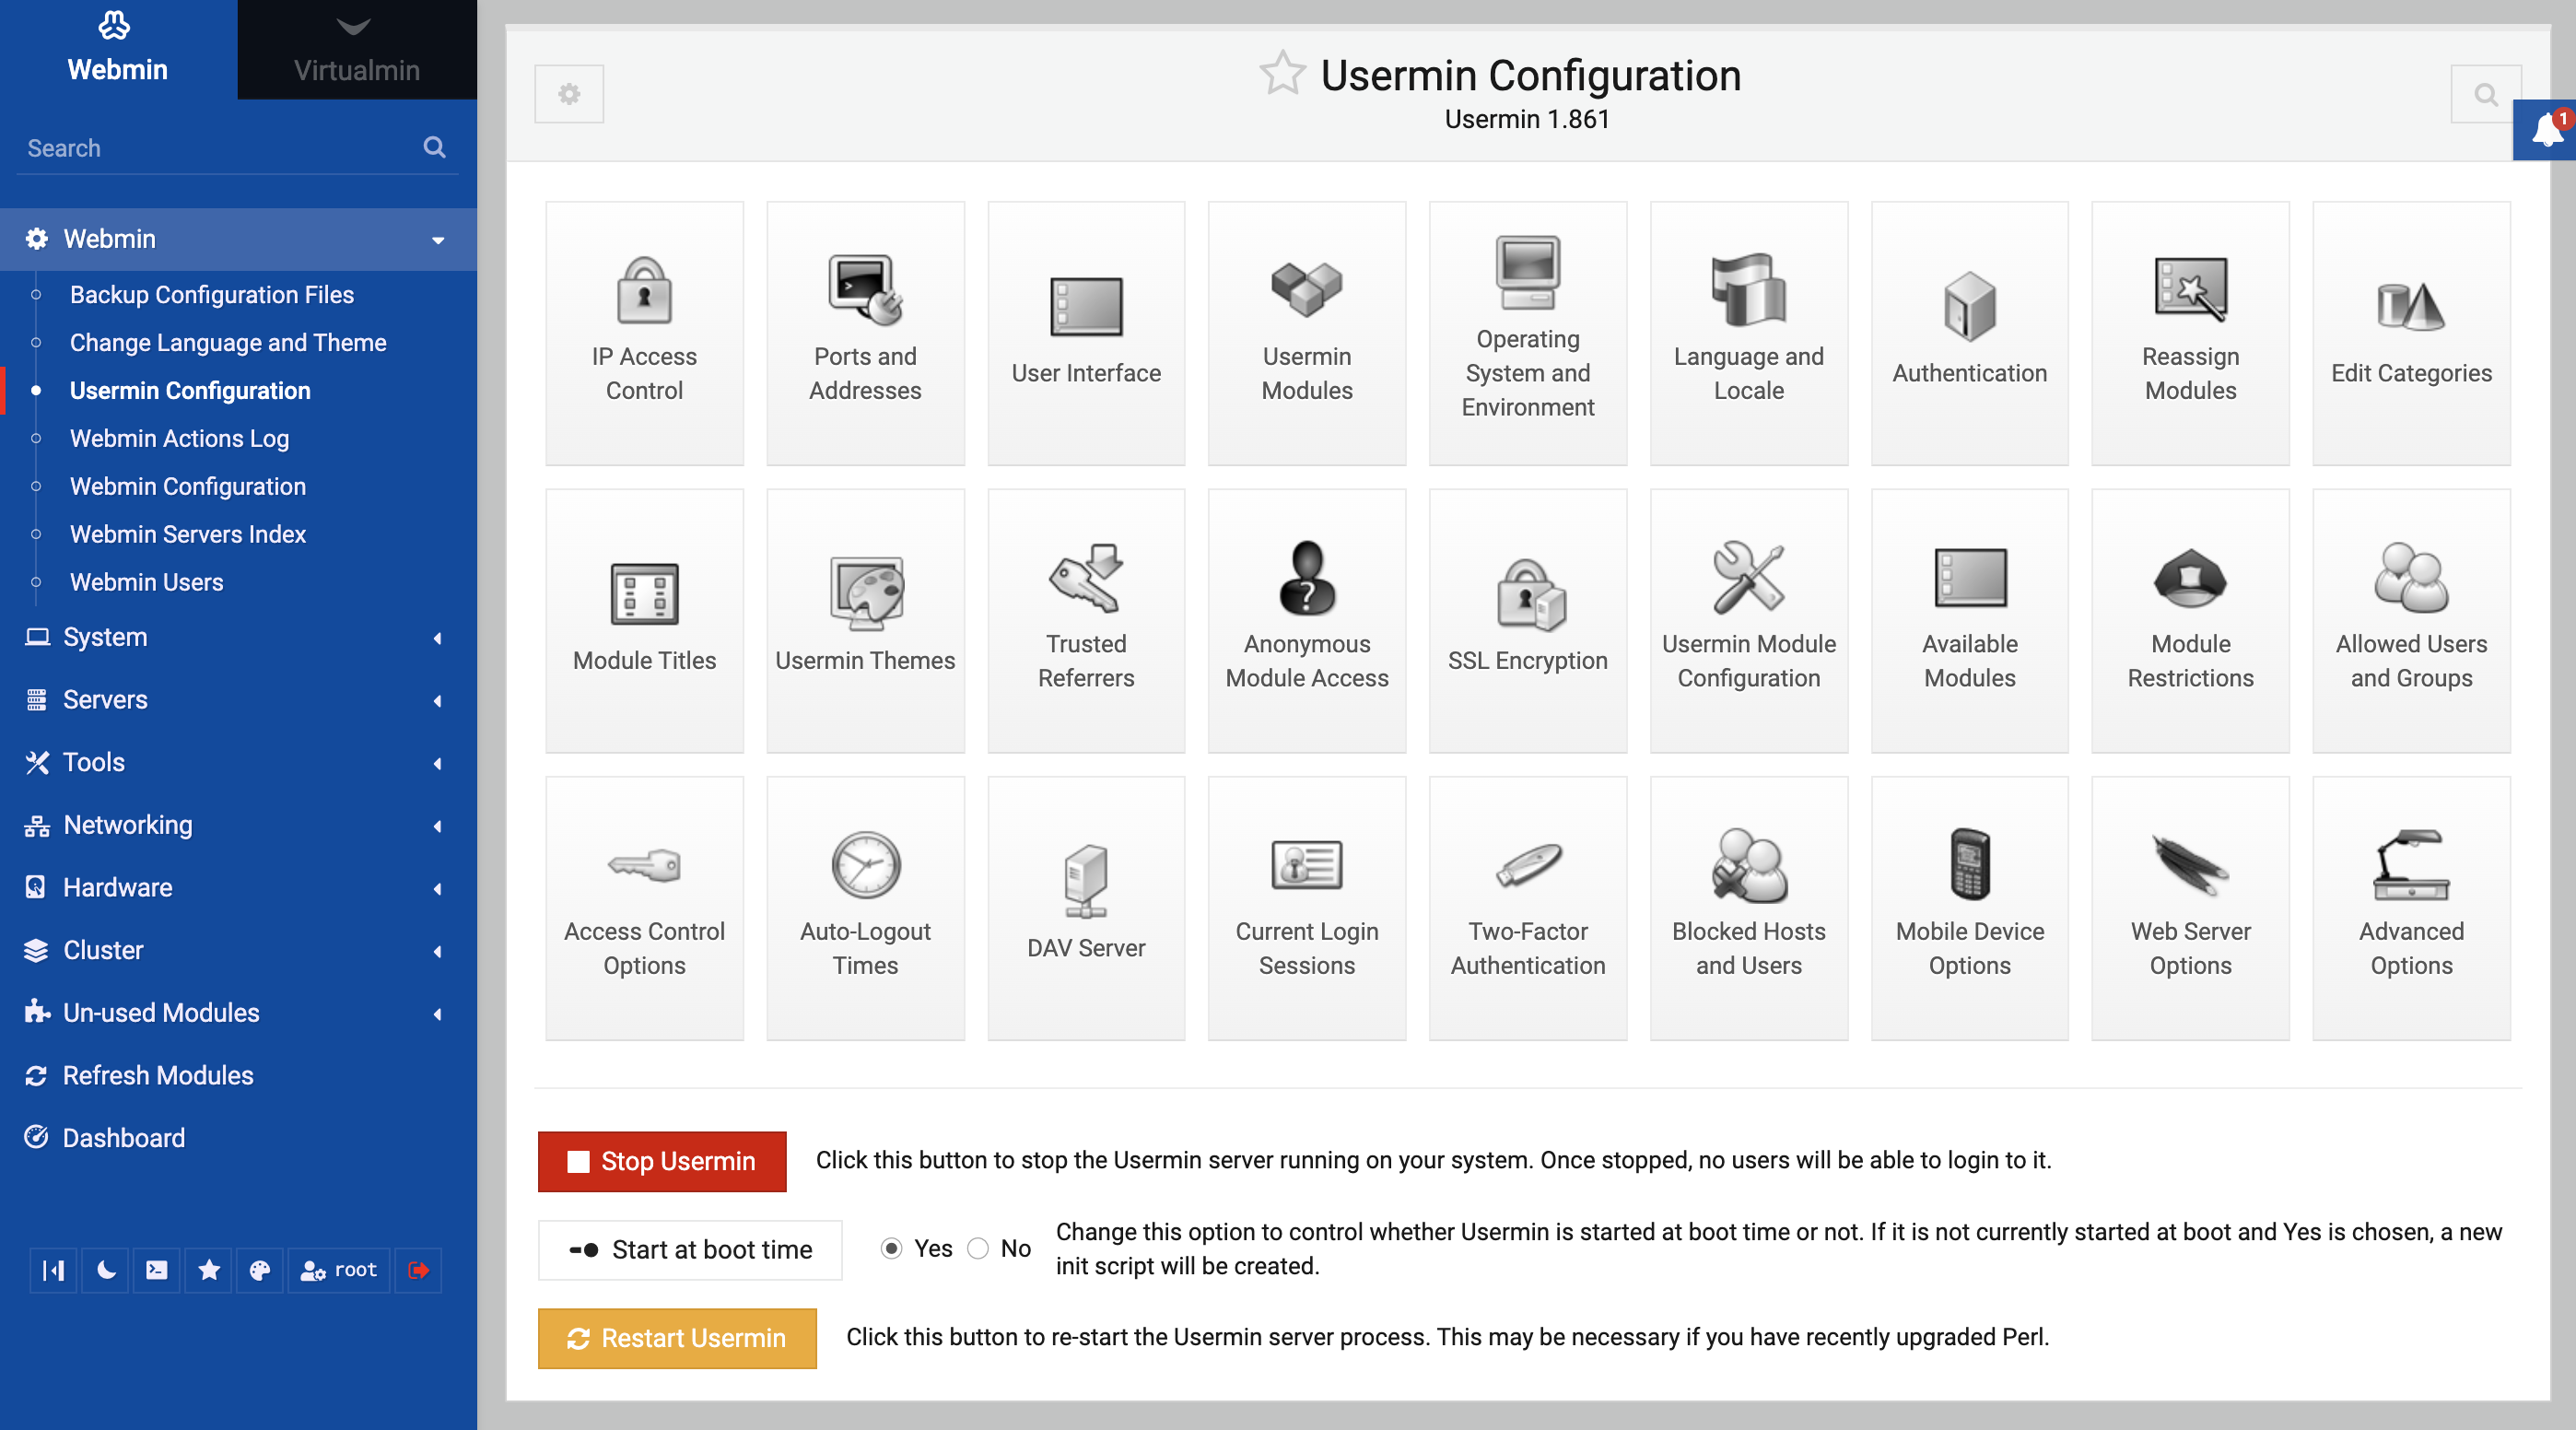 Webmin
Virtualmin
Search
Webmin
Backup Configuration Files
Change Language and Theme
Usermin Configuration
Webmin Actions Log
Webmin Configuration
Webmin Servers Index
Webmin Users
System
Servers
Tools
Networking
Hardware
Cluster
Un-used Modules
Refresh Modules
Dashboard
root
Usermin Configuration
Usermin 1.861
1
IP Access
Control
Ports and
Addresses
User Interface
Usermin
Modules
Operating
System and
Environment
Language and
Locale
Authentication
Reassign
Modules
Edit Categories
Module Titles
Usermin Themes
Trusted
Referrers
Anonymous
Module Access
SSL Encryption
Usermin Module
Configuration
Available
Modules
Module
Restrictions
Allowed Users
and Groups
Access Control
Options
Auto-Logout
Times
DAV Server
Current Login
Sessions
Two-Factor
Authentication
Blocked Hosts
and Users
Mobile Device
Options
Web Server
Options
Advanced
Options
Stop Usermin
Click this button to stop the Usermin server running on your system. Once stopped, no users will be able to login to it.
Start at boot time
Yes No
Change this option to control whether Usermin is started at boot time or not. If it is not currently started at boot and Yes is chosen, a new
init script will be created.
Restart Usermin
Click this button to re-start the Usermin server process. This may be necessary if you have recently upgraded Perl.